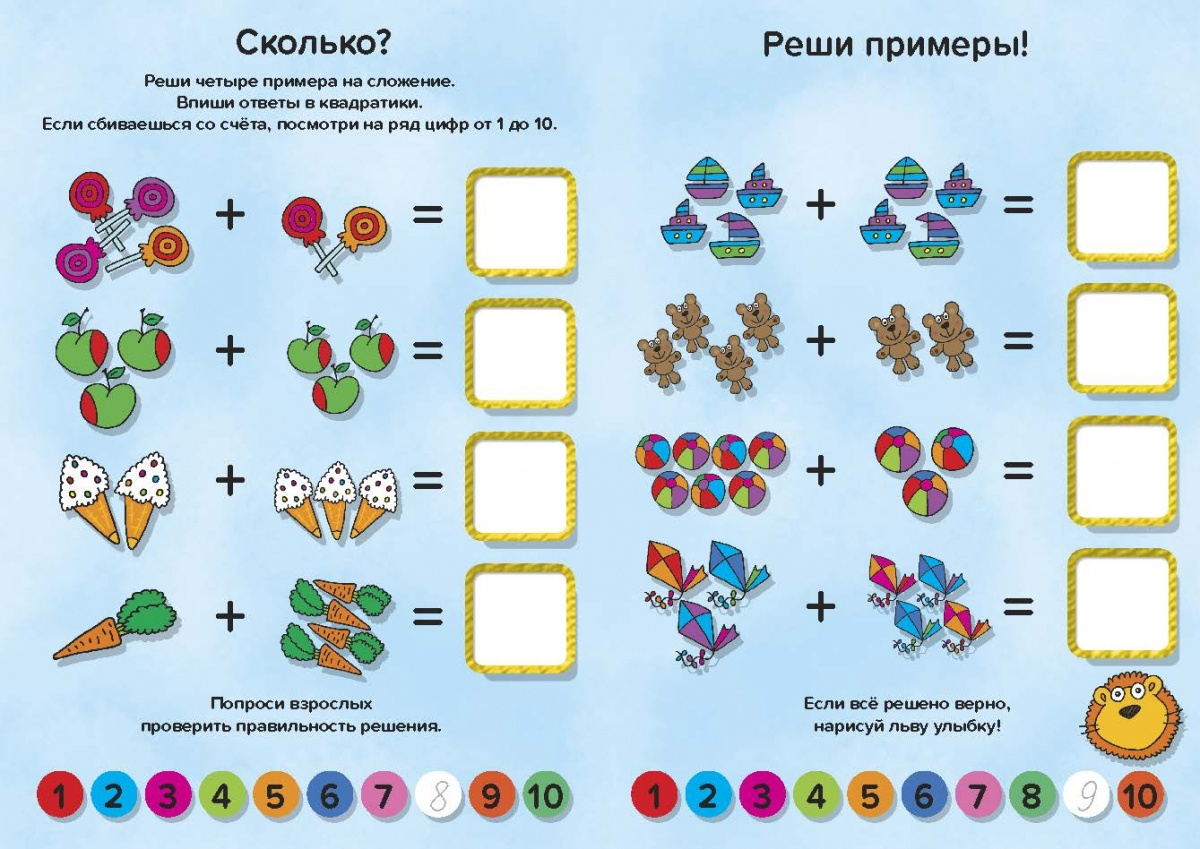 Сколько?
Реши четыре примера на сложение.
Впиши ответы в квадратики.
Если сбиваешься со счёта, посмотри на ряд цифр от 1 до 10.
+ =
+ =
+ =
+ =
Попроси взрослых
проверить правильность решения.
1 2 3 4 5 6 7 8 9 10
Реши примеры!
+ =
+ =
+ =
+ =
Если всё решено верно,
нарисуй льву улыбку!
1 2 3 4 5 6 7 8 9 10